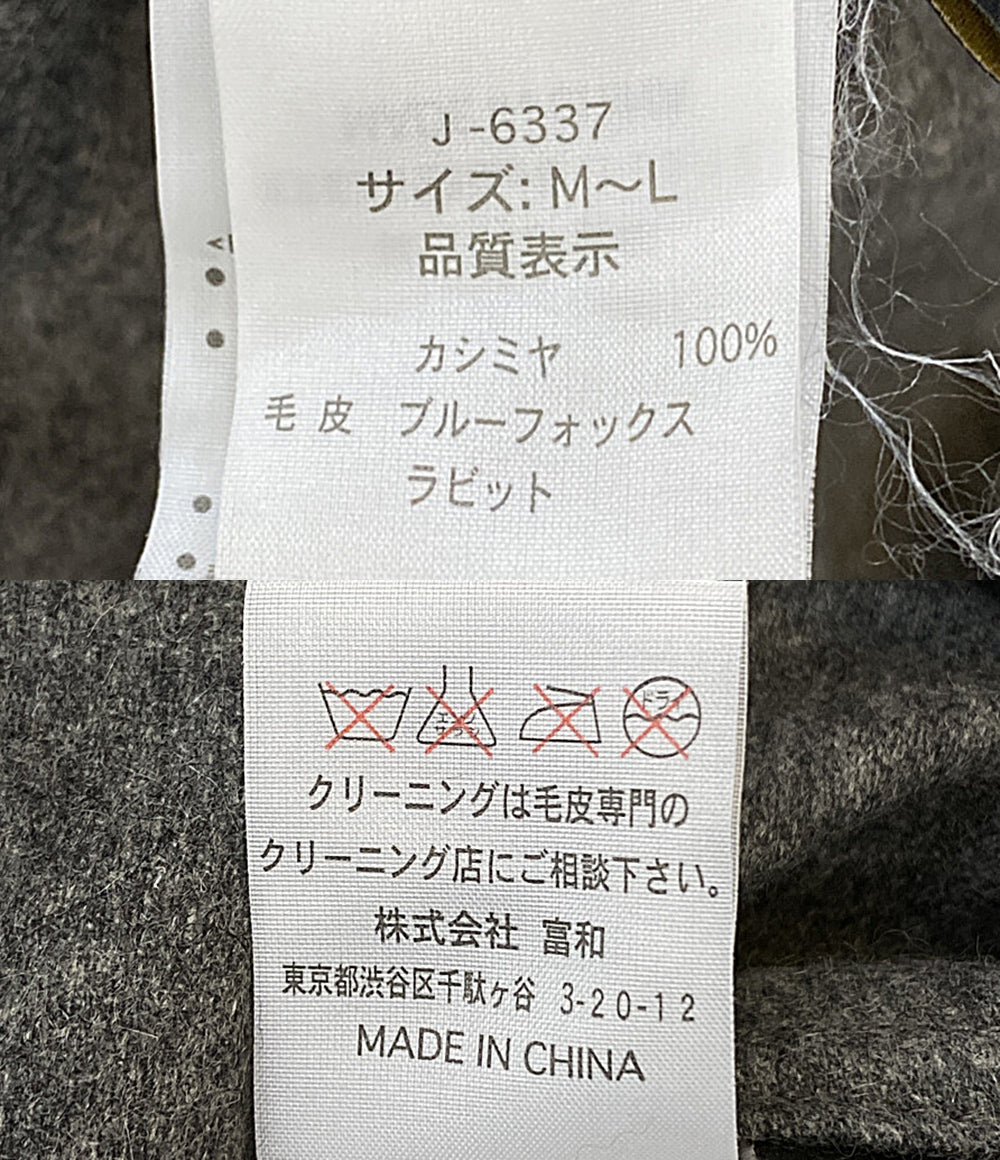 J-6337
サイズ: M〜L
品質表示
カシミヤ 100%
毛皮 ブルーフォックス
ラビット
ドライ
クリーニングは毛皮専門の
クリーニング店にご相談下さい。
株式会社 富和
東京都渋谷区千駄ヶ谷 3-20-12
MADE IN CHINA